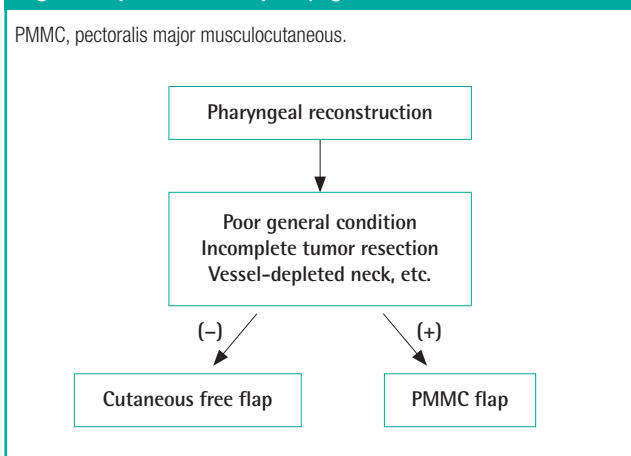 PMMC, pectoralis major musculocutaneous.
Pharyngeal reconstruction
Poor general condition
Incomplete tumor resection
Vessel-depleted neck, etc.
(–)
(+)
Cutaneous free flap
PMMC flap